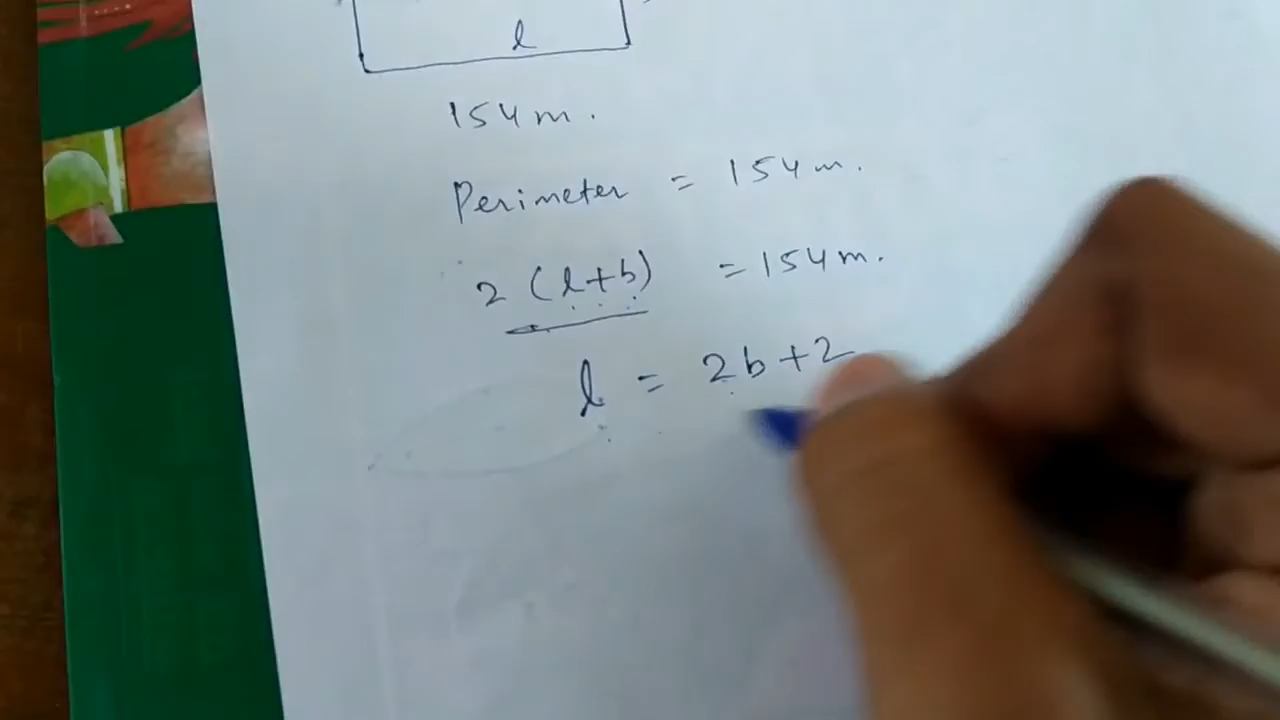 l
154 m.
Perimeter = 154 m.
2 (l+b) = 154 m.
l = 2b+2